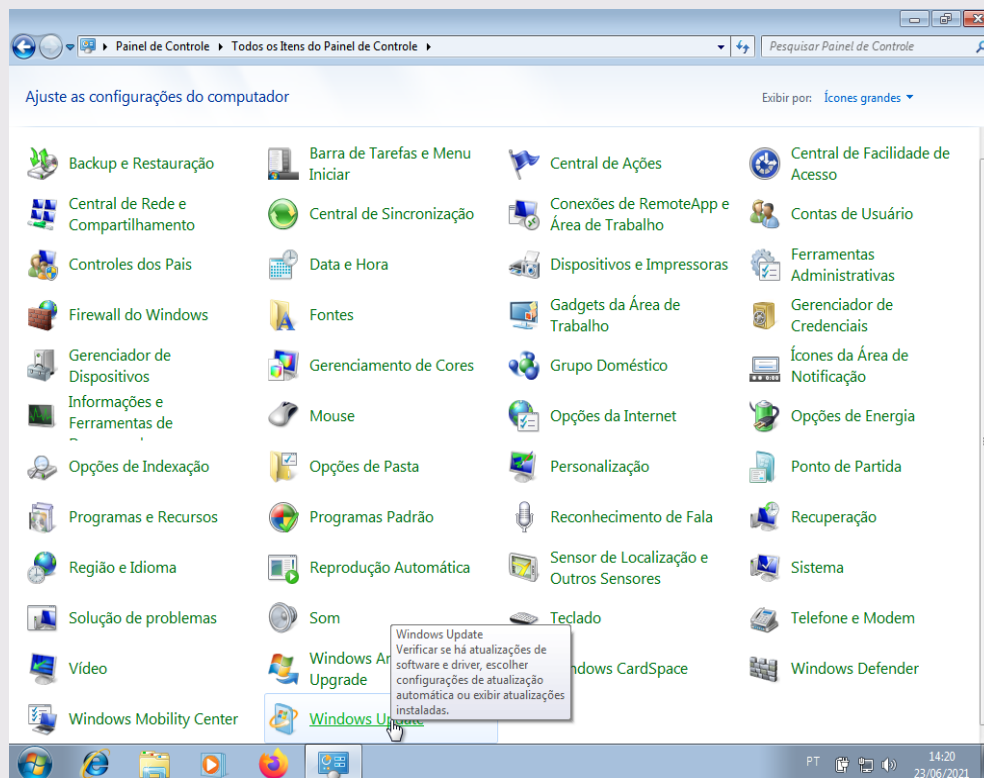 Painel de Controle Todos os Itens do Painel de Controle
Pesquisar Painel de Controle
Ajuste as configurações do computador
Exibir por: Ícones grandes
Backup e Restauração
Barra de Tarefas e Menu
Iniciar
Central de Ações
Central de Facilidade de
Acesso
Central de Rede e
Compartilhamento
Central de Sincronização
Conexões de RemoteApp e
Área de Trabalho
Contas de Usuário
Controles dos Pais
Data e Hora
Dispositivos e Impressoras
Ferramentas
Administrativas
Firewall do Windows
Fontes
Gadgets da Área de
Trabalho
Gerenciador de
Credenciais
Gerenciador de
Dispositivos
Gerenciamento de Cores
Grupo Doméstico
Ícones da Área de
Notificação
Informações e
Ferramentas de
Mouse
Opções da Internet
Opções de Energia
Opções de Indexação
Opções de Pasta
Personalização
Ponto de Partida
Programas e Recursos
Programas Padrão
Reconhecimento de Fala
Recuperação
Região e Idioma
Reprodução Automática
Sensor de Localização e
Outros Sensores
Sistema
Solução de problemas
Som
Teclado
Telefone e Modem
Vídeo
Windows
Upgrade
Windows Update
Verificar se há atualizações de
software e driver, escolher
configurações de atualização
automática ou exibir atualizações
instaladas.
CardSpace
Windows Defender
Windows Mobility Center
Windows Update
PT
14:20
23/06/2021